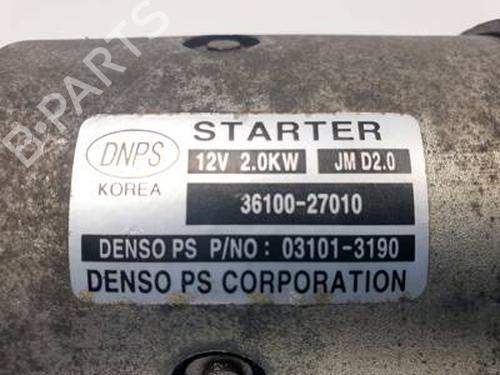 B-PARTS
DNPS
KOREA
STARTER
12V 2.0KW JM D2.0
36100-27010
DENSO PS P/NO : 03101-3190
DENSO PS CORPORATION